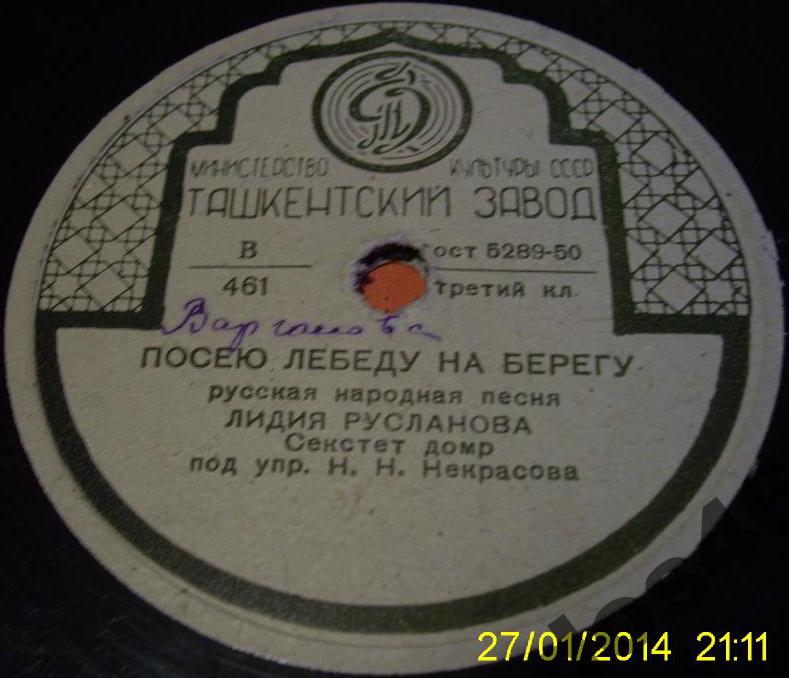 МИНИСТЕРСТВО КУЛЬТУРЫ СССР
ТАШКЕНТСКИЙ ЗАВОД
В ГОСТ 5289-50
461 третий кл.
ПОСЕЮ ЛЕБЕДУ НА БЕРЕГУ
русская народная песня
ЛИДИЯ РУСЛАНОВА
Секстет домр
под упр. Н. Н. Некрасова
27/01/2014 21:11